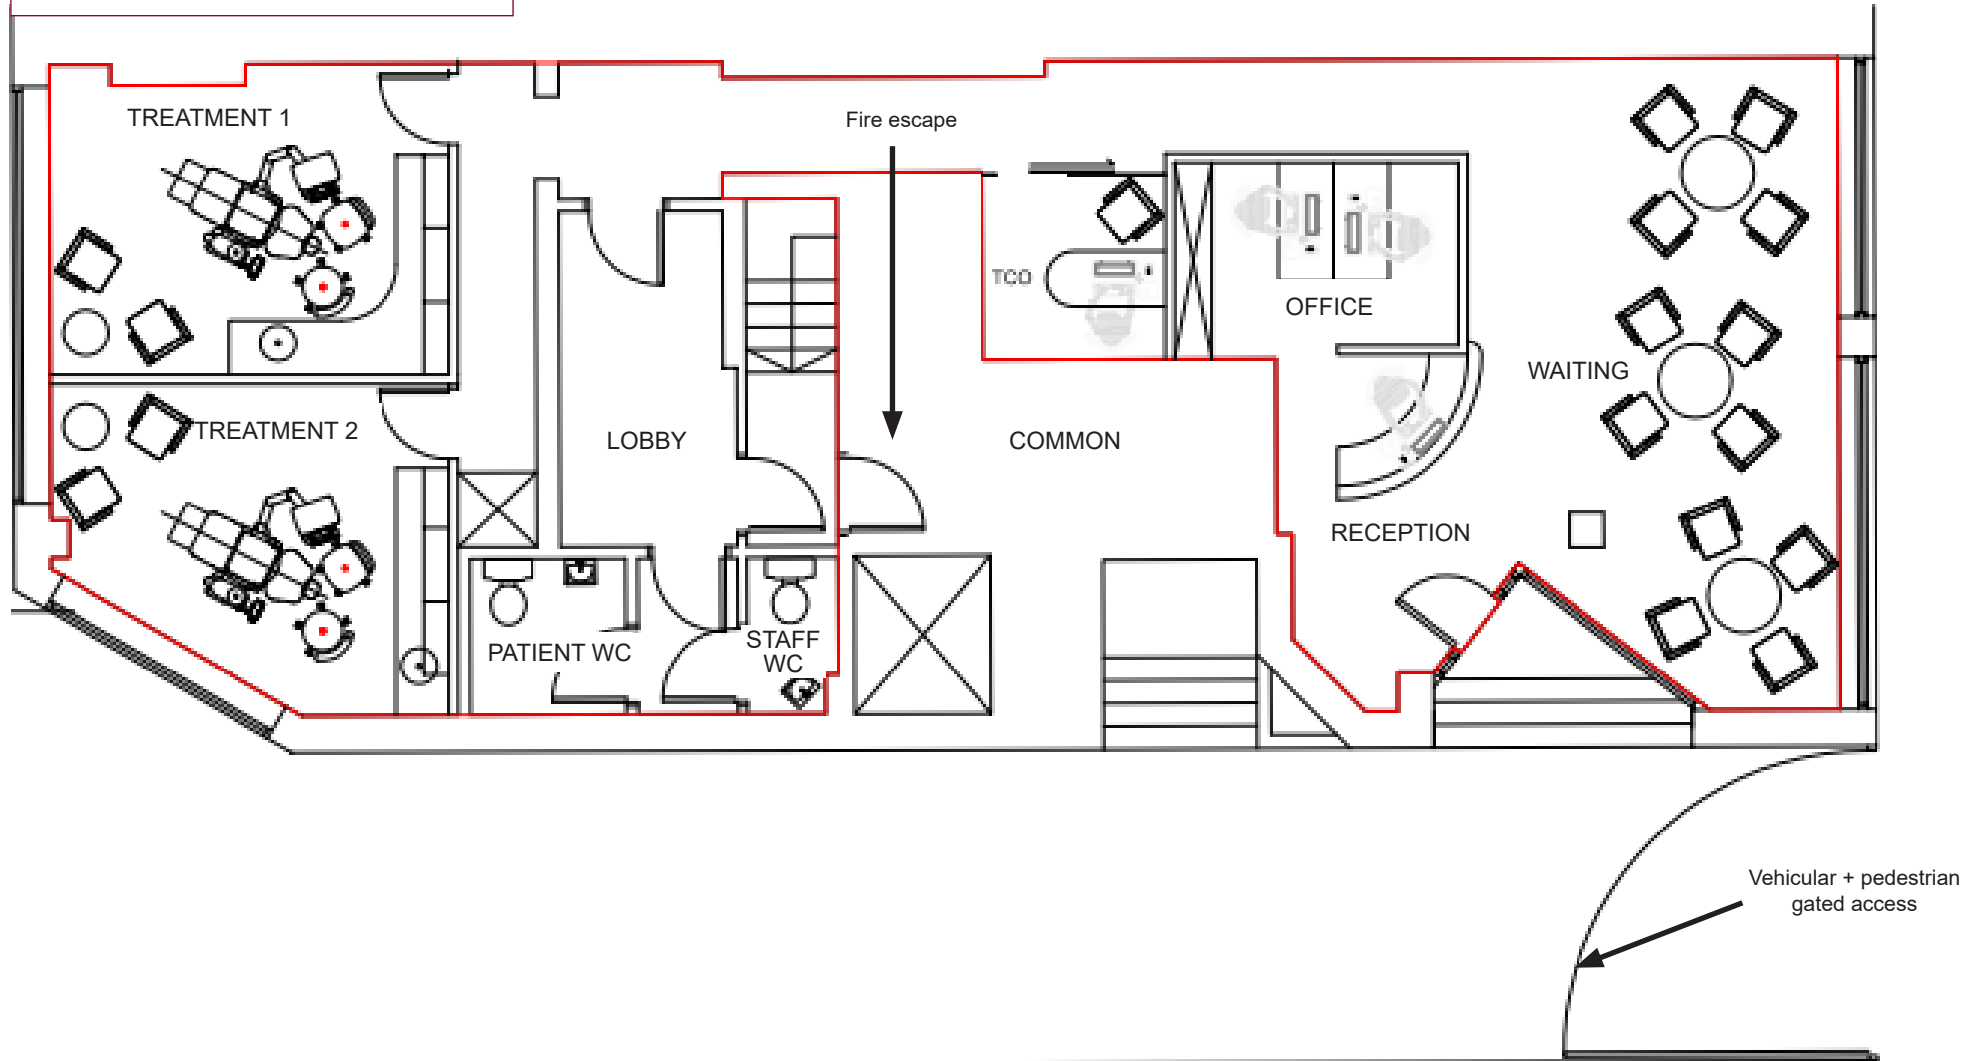 TREATMENT 1
Fire escape
TCO
OFFICE
WAITING
TREATMENT 2
LOBBY
COMMON
RECEPTION
PATIENT WC
STAFF
WC
Vehicular + pedestrian
gated access